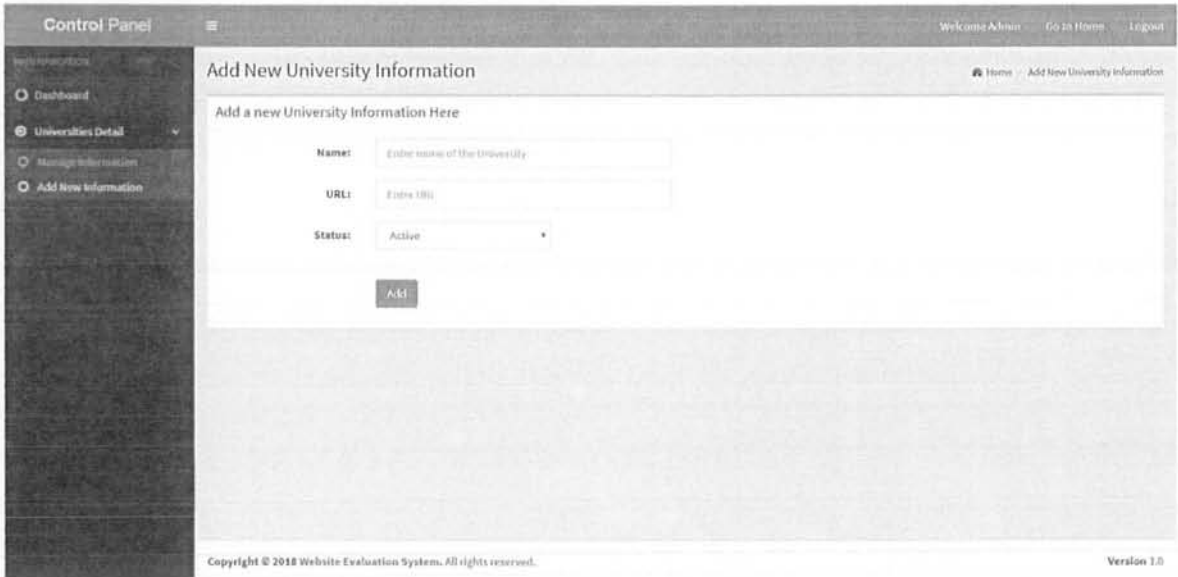 Control Panel
Welcome Admin Go to Home Logout
MAIN NAVIGATION
Dashboard
Universities Detail
Manage Information
Add New Information
Add New University Information
Home Add New University Information
Add a new University Information Here
Name: Enter name of the University
URL: Enter URL
Status: Active
Add
Copyright © 2018 Website Evaluation System. All rights reserved.
Version 1.0